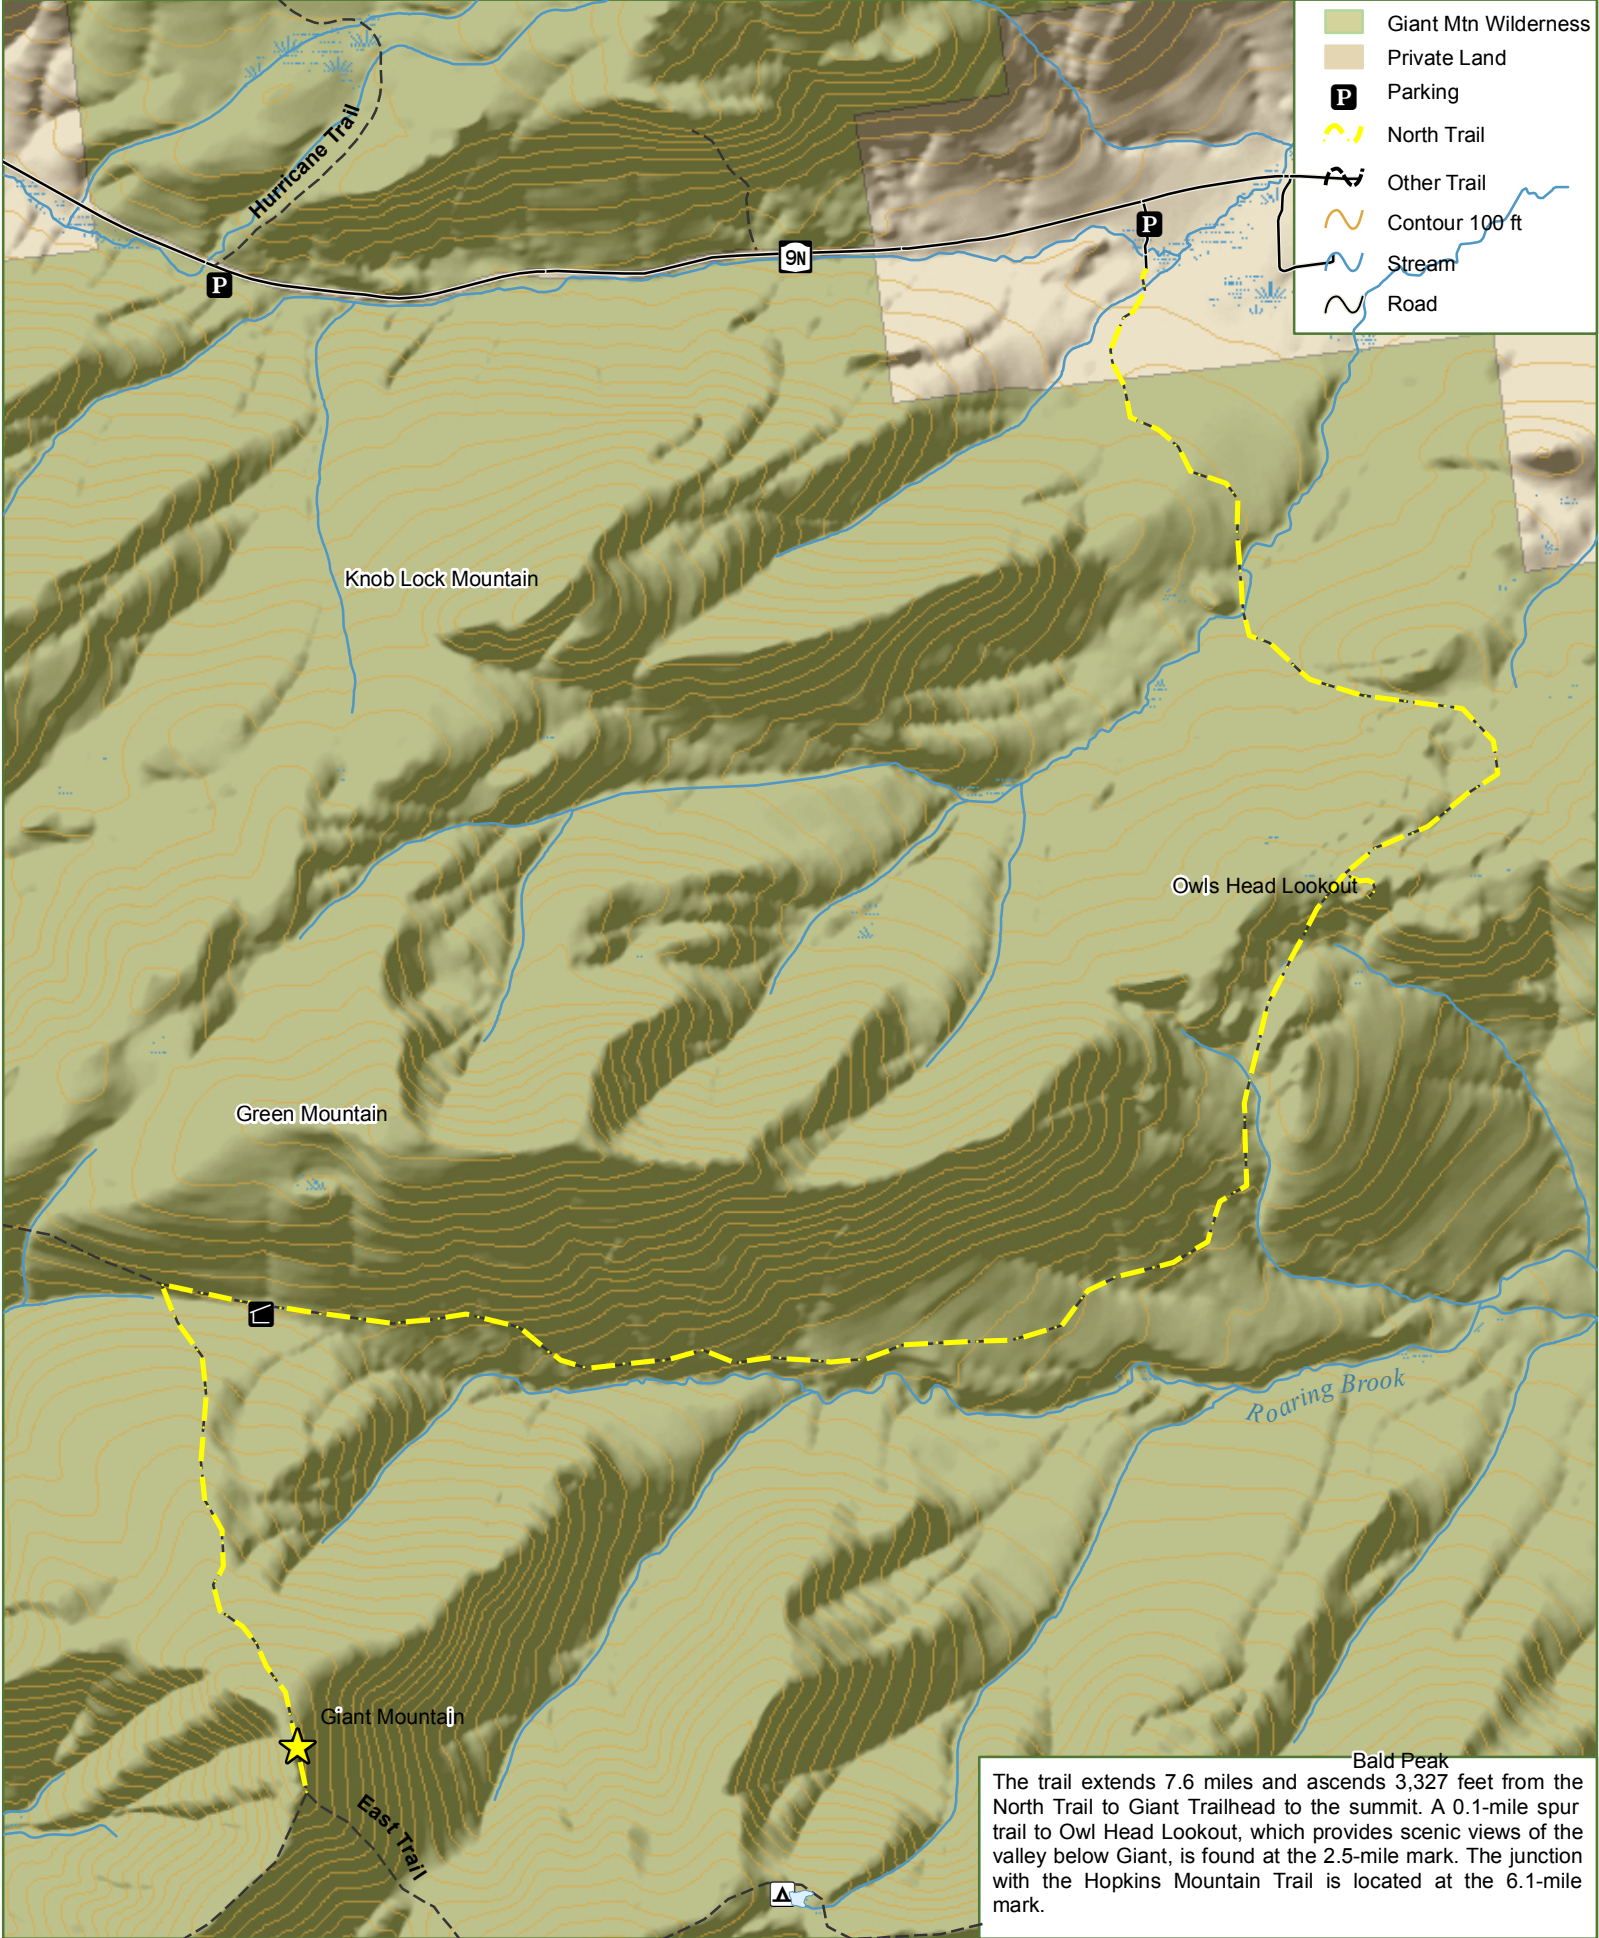 Giant Mtn Wilderness
Private Land
P Parking
North Trail
Other Trail
Contour 100 ft
Stream
Road
Hurricane Trail
P
9N
P
Knob Lock Mountain
Owls Head Lookout
Green Mountain
Roaring Brook
Giant Mountain
East Trail
Bald Peak
The trail extends 7.6 miles and ascends 3,327 feet from the
North Trail to Giant Trailhead to the summit. A 0.1-mile spur
trail to Owl Head Lookout, which provides scenic views of the
valley below Giant, is found at the 2.5-mile mark. The junction
with the Hopkins Mountain Trail is located at the 6.1-mile
mark.